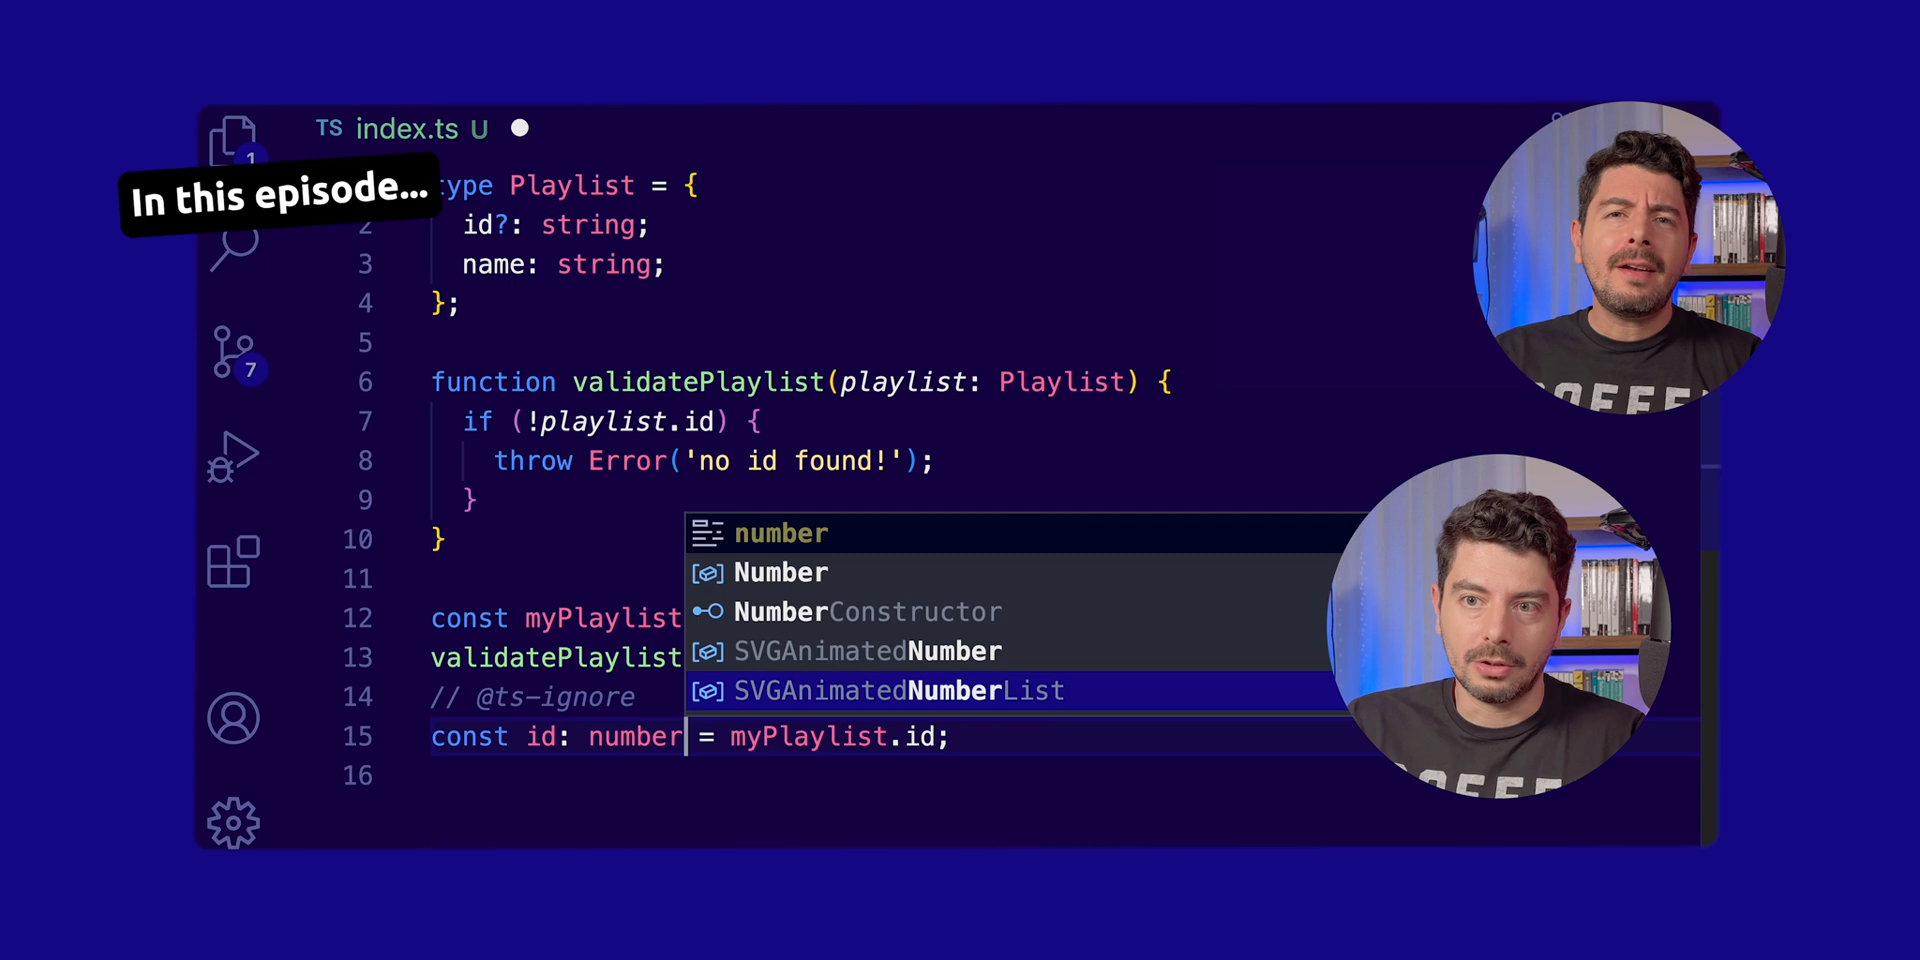 TS index.ts U
1
In this episode...
type Playlist = {
2 id?: string;
3 name: string;
4 };
5
6 function validatePlaylist(playlist: Playlist) {
7 if (!playlist.id) {
8 throw Error('no id found!');
9 }
10 }
11
12 const myPlaylist
13 validatePlaylist
14 // @ts-ignore
15 const id: number = myPlaylist.id;
16
7
number
Number
NumberConstructor
SVGAnimatedNumber
SVGAnimatedNumberList